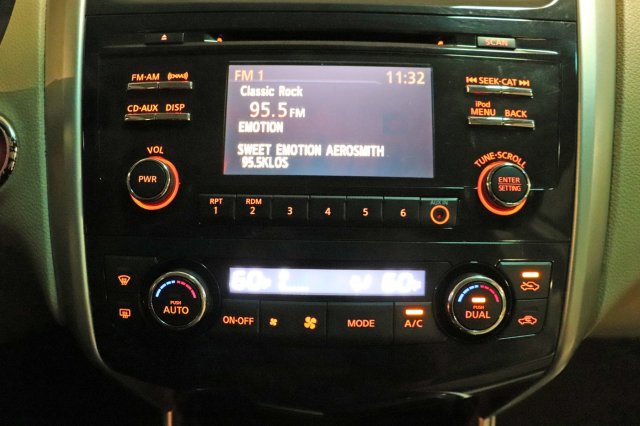 SCAN
FM-AM
CD-AUX DISP
FM 1 11:32
Classic Rock
95.5 FM
EMOTION
SWEET EMOTION AEROSMITH
95.5KLOS
SEEK-CAT
iPod
MENU BACK
VOL
PWR
TUNE-SCROLL
ENTER
SETTING
RPT RDM AUX IN
1 2 3 4 5 6
60F 60F
PUSH
AUTO
ON-OFF
MODE
A/C
PUSH
DUAL